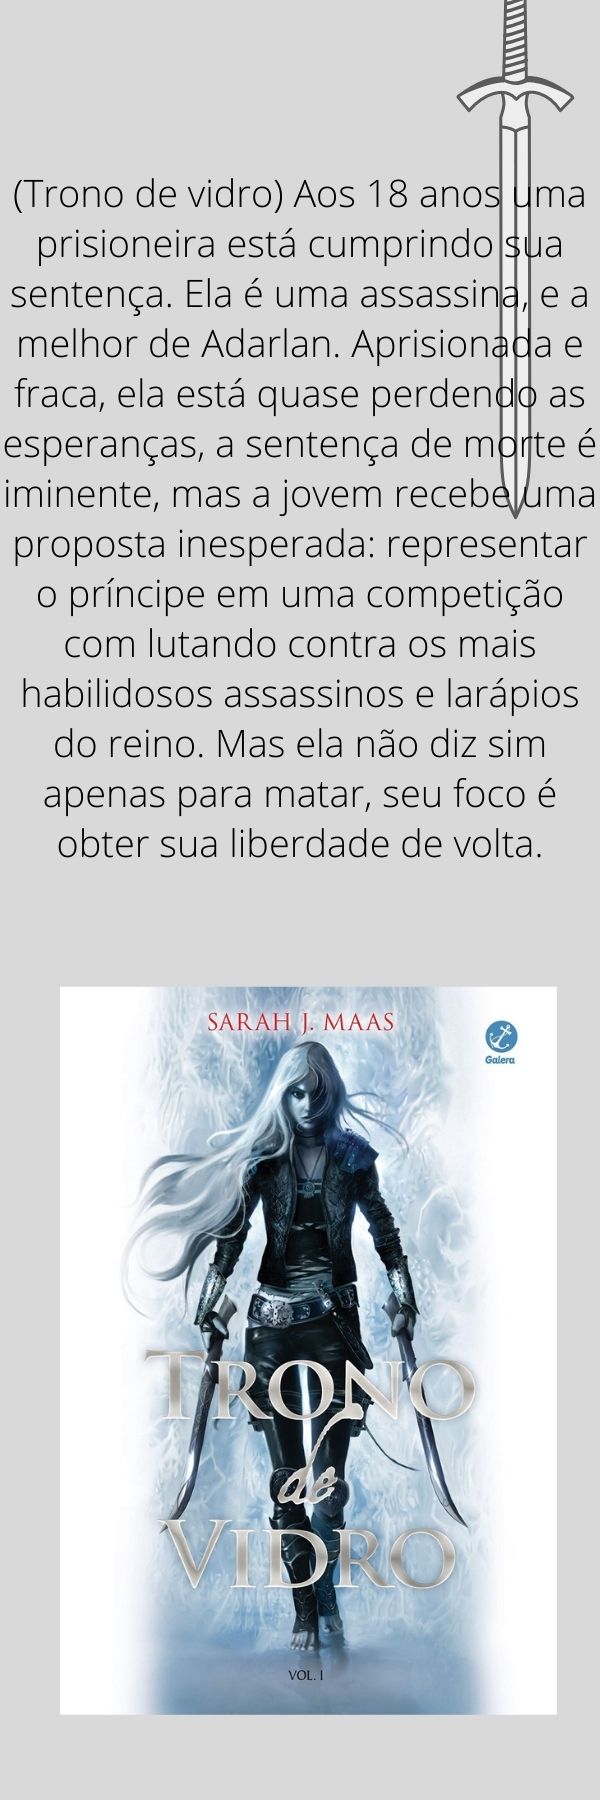 (Trono de vidro) Aos 18 anos uma
prisioneira está cumprindo sua
sentença. Ela é uma assassina, e a
melhor de Adarlan. Aprisionada e
fraca, ela está quase perdendo as
esperanças, a sentença de morte é
iminente, mas a jovem recebe uma
proposta inesperada: representar
o príncipe em uma competição
com lutando contra os mais
habilidosos assassinos e larápios
do reino. Mas ela não diz sim
apenas para matar, seu foco é
obter sua liberdade de volta.
SARAH J. MAAS
Galera
TRONO
de
VIDRO
VOL. I